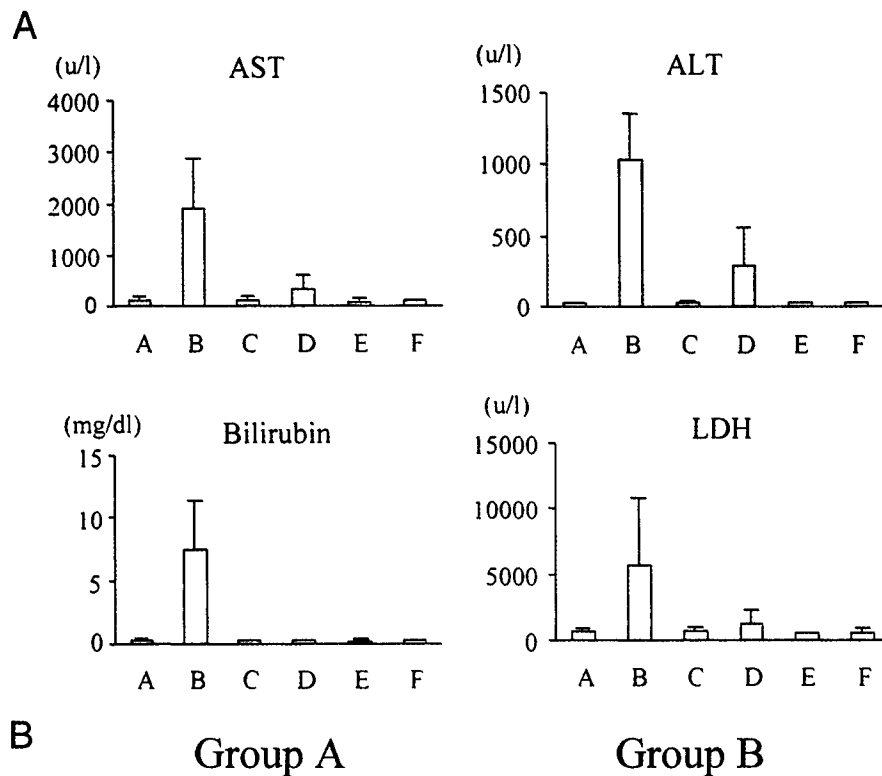 A
(u/l) AST
4000
3000
2000
1000
0
A B C D E F
(u/l) ALT
1500
1000
500
0
A B C D E F
(mg/dl) Bilirubin
15
10
5
0
A B C D E F
(u/l) LDH
15000
10000
5000
0
A B C D E F
B Group A Group B